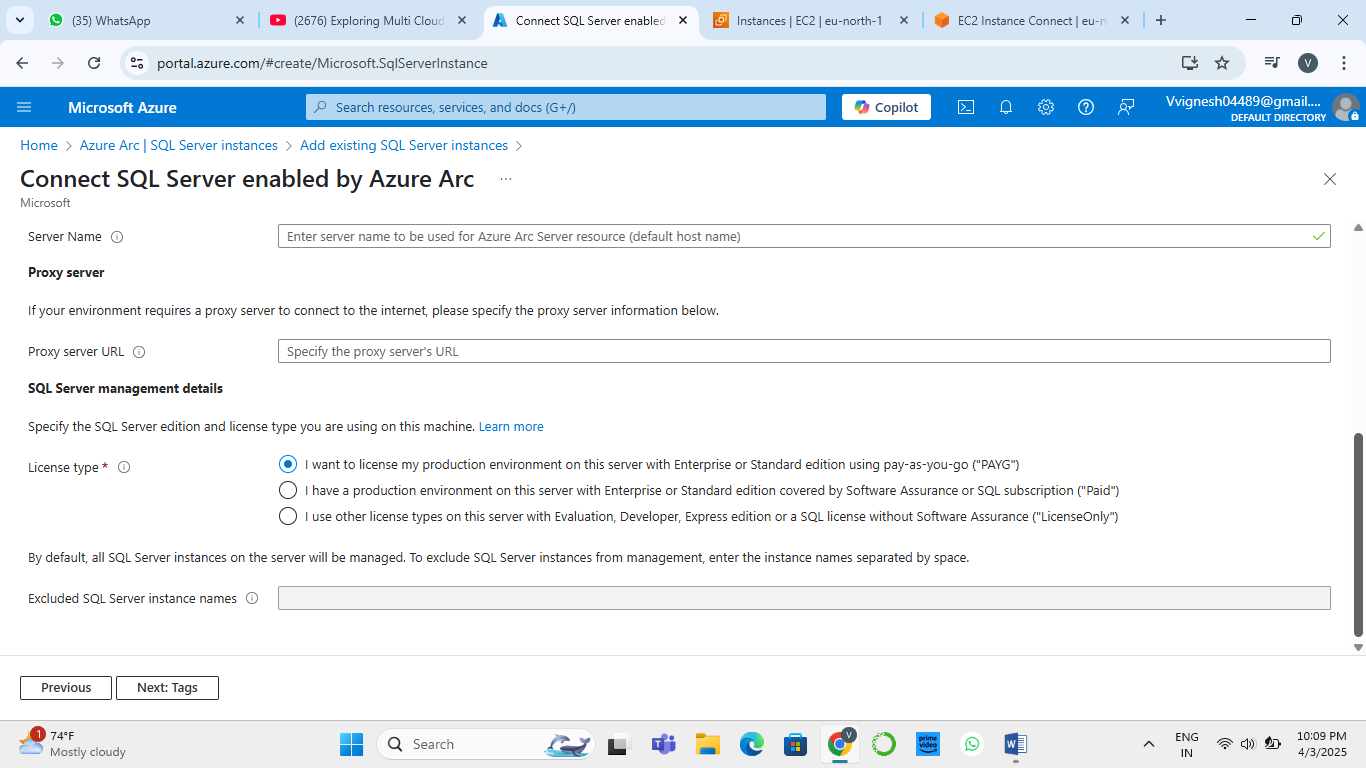 (35) WhatsApp
(2676) Exploring Multi Cloud
Connect SQL Server enabled
Instances | EC2 | eu-north-1
EC2 Instance Connect | eu-n
portal.azure.com/#create/Microsoft.SqlServerInstance
V
Microsoft Azure
Search resources, services, and docs (G+/)
Copilot
Vvignesh04489@gmail....
DEFAULT DIRECTORY
Home > Azure Arc | SQL Server instances > Add existing SQL Server instances >
Connect SQL Server enabled by Azure Arc ...
Microsoft
Server Name
Enter server name to be used for Azure Arc Server resource (default host name)
Proxy server
If your environment requires a proxy server to connect to the internet, please specify the proxy server information below.
Proxy server URL
Specify the proxy server's URL
SQL Server management details
Specify the SQL Server edition and license type you are using on this machine. Learn more
License type *
I want to license my production environment on this server with Enterprise or Standard edition using pay-as-you-go ("PAYG")
I have a production environment on this server with Enterprise or Standard edition covered by Software Assurance or SQL subscription ("Paid")
I use other license types on this server with Evaluation, Developer, Express edition or a SQL license without Software Assurance ("LicenseOnly")
By default, all SQL Server instances on the server will be managed. To exclude SQL Server instances from management, enter the instance names separated by space.
Excluded SQL Server instance names
Previous
Next: Tags
1
74°F
Mostly cloudy
Search
V
prime video
ENG
IN
10:09 PM
4/3/2025